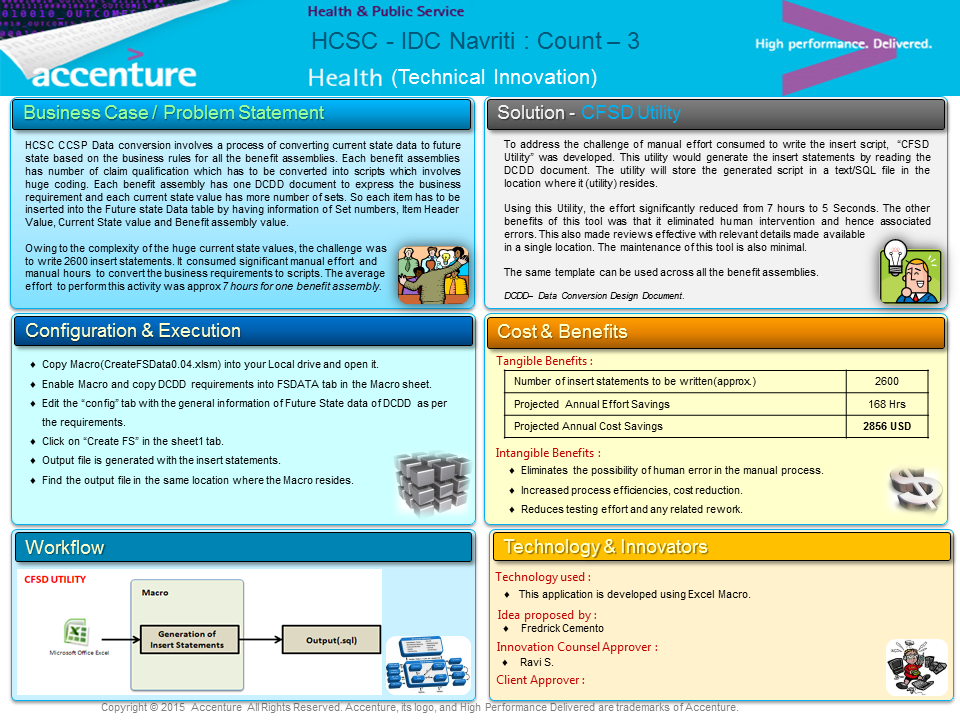 Health & Public Service
HCSC - IDC Navriti : Count – 3
Health (Technical Innovation)
accenture
High performance. Delivered.
Business Case / Problem Statement
HCSC CCSP Data conversion involves a process of converting current state data to future
state based on the business rules for all the benefit assemblies. Each benefit assemblies
has number of claim qualification which has to be converted into scripts which involves
huge coding. Each benefit assembly has one DCDD document to express the business
requirement and each current state value has more number of sets. So each item has to be
inserted into the Future state Data table by having information of Set numbers, Item Header
Value, Current State value and Benefit assembly value.
Owing to the complexity of the huge current state values, the challenge was
to write 2600 insert statements. It consumed significant manual effort and
manual hours to convert the business requirements to scripts. The average
effort to perform this activity was approx 7 hours for one benefit assembly.
Solution - CFSD Utility
To address the challenge of manual effort consumed to write the insert script, “CFSD
Utility” was developed. This utility would generate the insert statements by reading the
DCDD document. The utility will store the generated script in a text/SQL file in the
location where it (utility) resides.
Using this Utility, the effort significantly reduced from 7 hours to 5 Seconds. The other
benefits of this tool was that it eliminated human intervention and hence associated
errors. This also made reviews effective with relevant details made available
in a single location. The maintenance of this tool is also minimal.
The same template can be used across all the benefit assemblies.
DCDD– Data Conversion Design Document.
Configuration & Execution
♦ Copy Macro(CreateFSData0.04.xlsm) into your Local drive and open it.
♦ Enable Macro and copy DCDD requirements into FSDATA tab in the Macro sheet.
♦ Edit the “config” tab with the general information of Future State data of DCDD as per
the requirements.
♦ Click on “Create FS” in the sheet1 tab.
♦ Output file is generated with the insert statements.
♦ Find the output file in the same location where the Macro resides.
Cost & Benefits
Tangible Benefits :
Number of insert statements to be written(approx.) 2600
Projected Annual Effort Savings 168 Hrs
Projected Annual Cost Savings 2856 USD
Intangible Benefits :
♦ Eliminates the possibility of human error in the manual process.
♦ Increased process efficiencies, cost reduction.
♦ Reduces testing effort and any related rework.
Workflow
CFSD UTILITY
Macro
Microsoft Office Excel
Generation of
Insert Statements
Output(.sql)
Technology & Innovators
Technology used :
♦ This application is developed using Excel Macro.
Idea proposed by :
♦ Fredrick Cemento
Innovation Counsel Approver :
♦ Ravi S.
Client Approver :
Copyright © 2015 Accenture All Rights Reserved. Accenture, its logo, and High Performance Delivered are trademarks of Accenture.